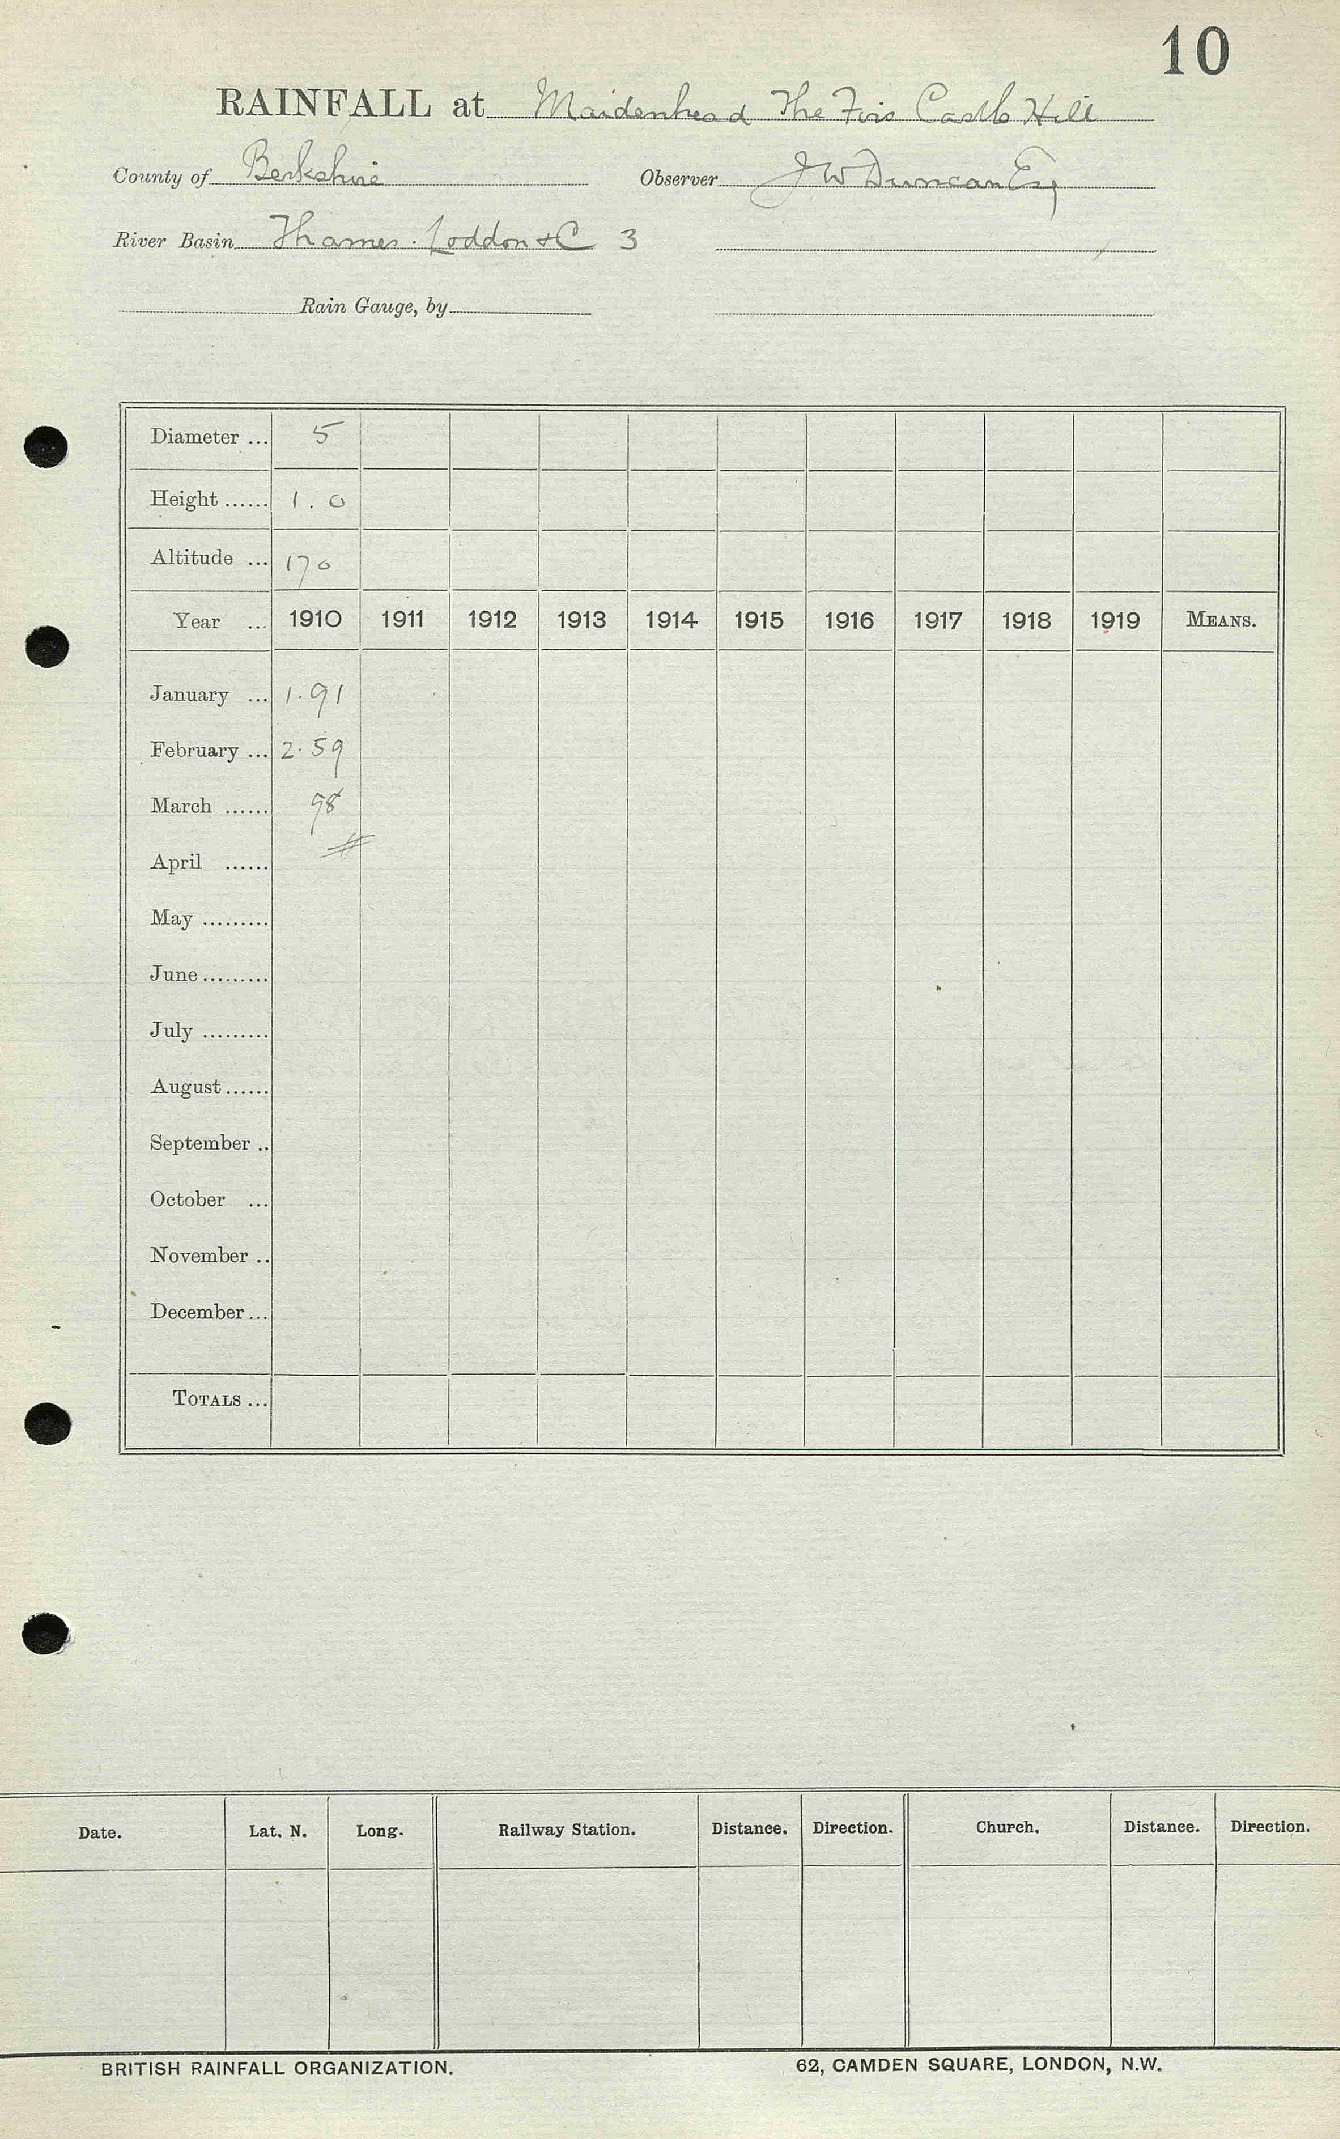 10
RAINFALL at Maidenhead The Firs Castle Hill
County of Berkshire Observer J W Duncan Esq
River Basin Thames. Loddon &c 3
Rain Gauge, by
Diameter ... 5
Height ...... 1.0
Altitude ... 170
Year ... 1910 1911 1912 1913 1914 1915 1916 1917 1918 1919 MEANS.
January ... 1.91
February ... 2.59
March ...... 98
April ......
May .........
June .........
July .........
August ......
September ..
October ...
November ..
December ...
TOTALS ...
Date. Lat. N. Long. Railway Station. Distance. Direction. Church. Distance. Direction.
BRITISH RAINFALL ORGANIZATION. 62, CAMDEN SQUARE, LONDON, N.W.